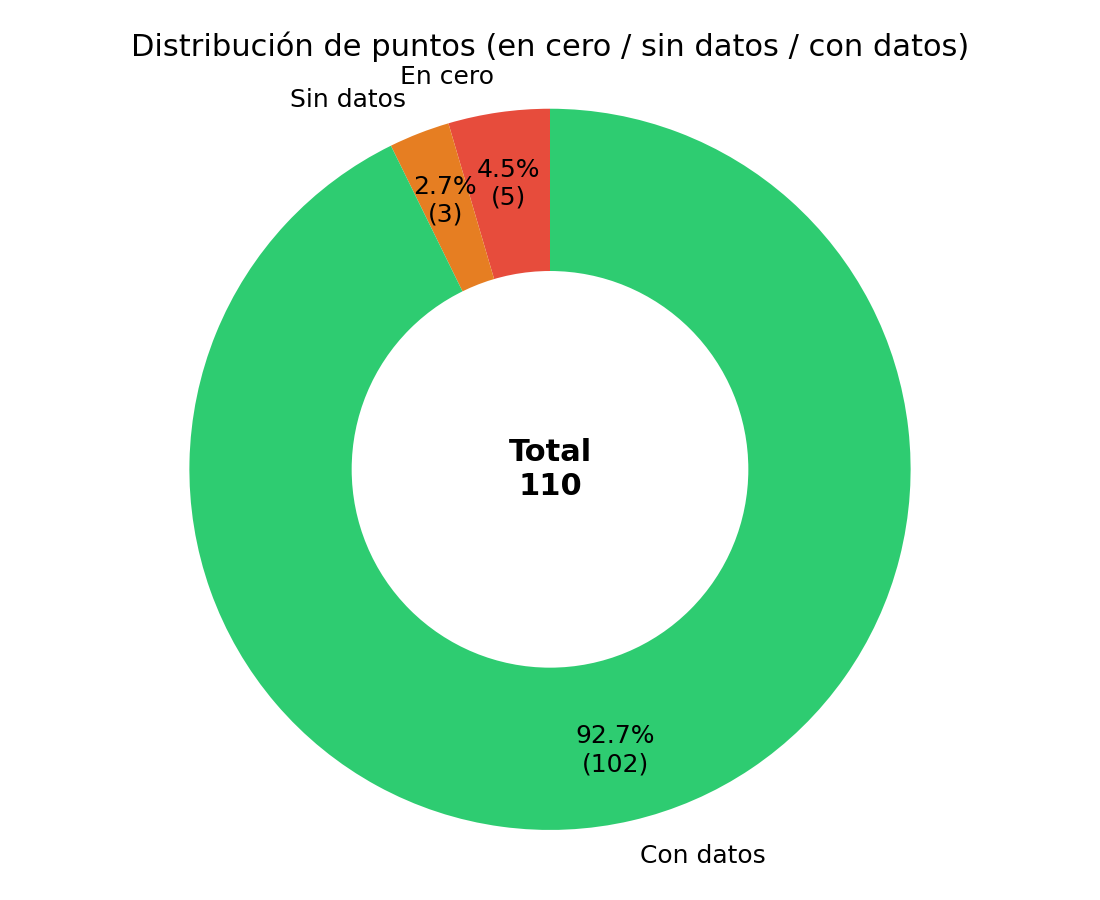 Distribución de puntos (en cero / sin datos / con datos)
En cero
Sin datos
4.5%
(5)
2.7%
(3)
Total
110
92.7%
(102)
Con datos